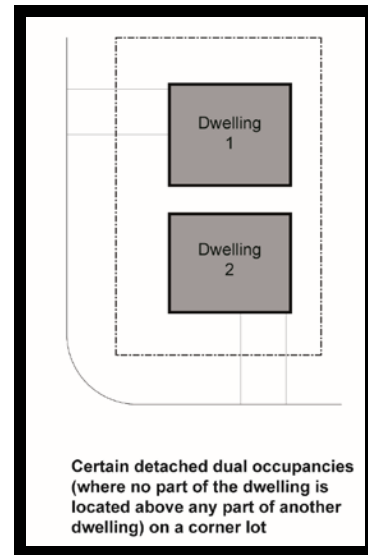 Dwelling
1
Dwelling
2
Certain detached dual occupancies
(where no part of the dwelling is
located above any part of another
dwelling) on a corner lot